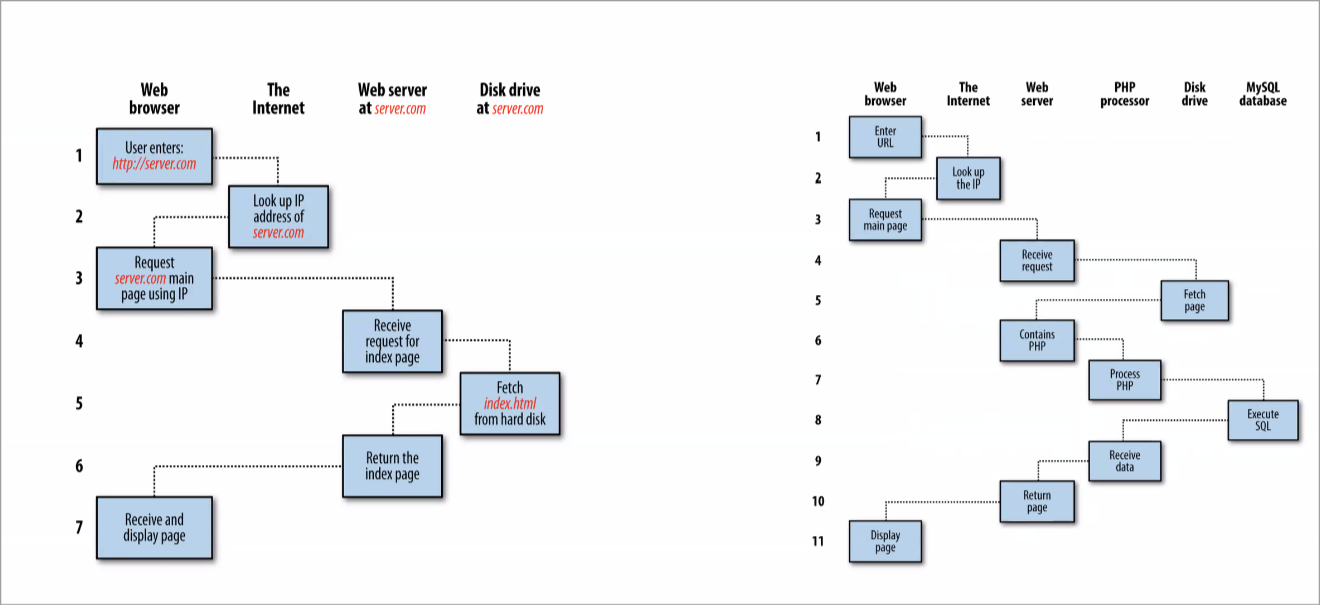 Web
browser
The
Internet
Web server
at server.com
Disk drive
at server.com
1
User enters:
http://server.com
2
Look up IP
address of
server.com
3
Request
server.com main
page using IP
4
Receive
request for
index page
5
Fetch
index.html
from hard disk
6
Return the
index page
7
Receive and
display page
Web
browser
The
Internet
Web
server
PHP
processor
Disk
drive
MySQL
database
1
Enter
URL
2
Look up
the IP
3
Request
main page
4
Receive
request
5
Fetch
page
6
Contains
PHP
7
Process
PHP
8
Execute
SQL
9
Receive
data
10
Return
page
11
Display
page